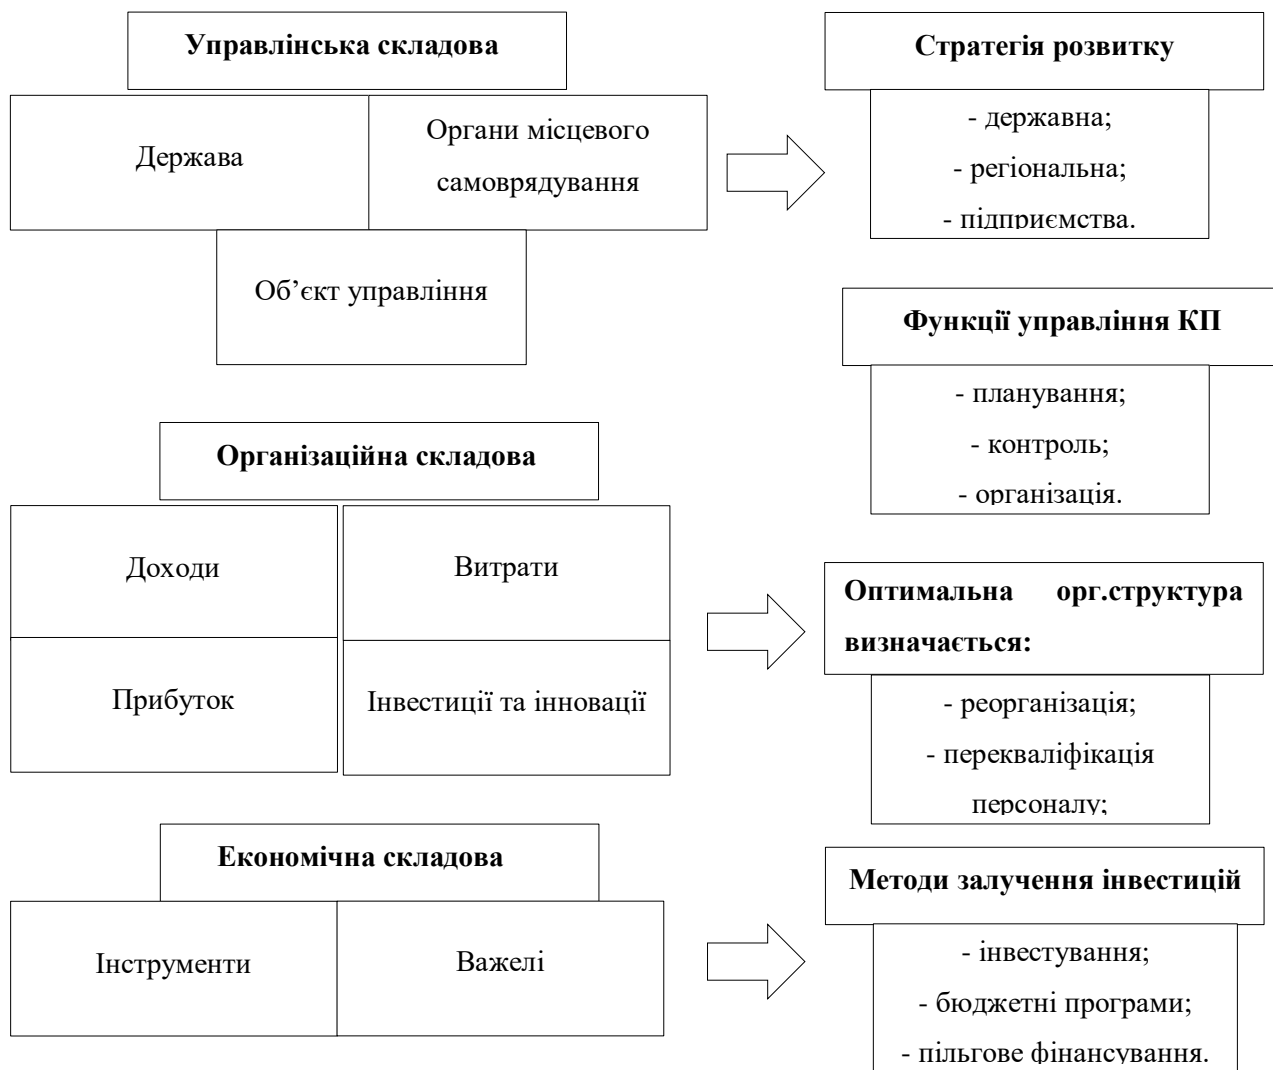 Управлінська складова
Держава
Органи місцевого
самоврядування
Об’єкт управління
Стратегія розвитку
- державна;
- регіональна;
- підприємства.
Функції управління КП
- планування;
- контроль;
- організація.
Організаційна складова
Доходи
Витрати
Прибуток
Інвестиції та інновації
Оптимальна орг.структура
визначається:
- реорганізація;
- перекваліфікація
персоналу;
Економічна складова
Інструменти
Важелі
Методи залучення інвестицій
- інвестування;
- бюджетні програми;
- пільгове фінансування.